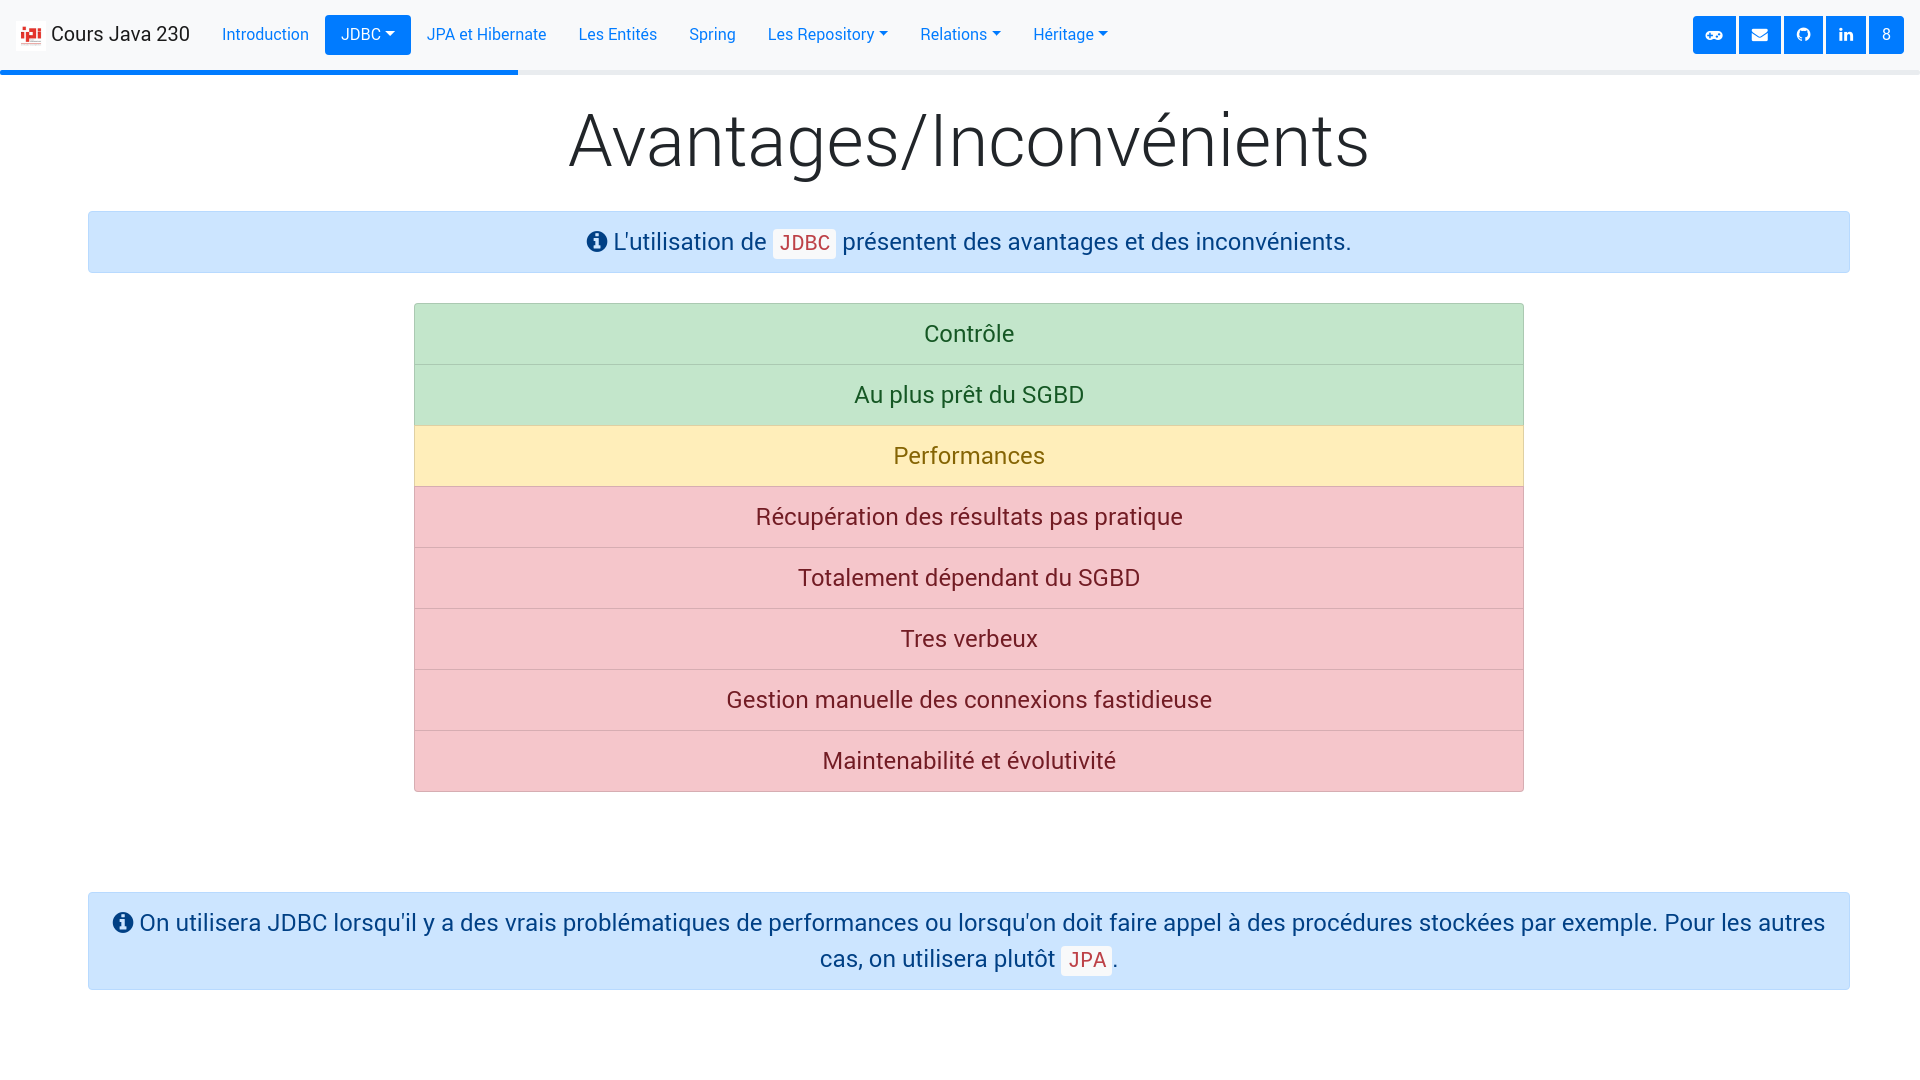 Cours Java 230 Introduction JDBC JPA et Hibernate Les Entités Spring Les Repository Relations Héritage 8
Avantages/Inconvénients
L'utilisation de JDBC présentent des avantages et des inconvénients.
Contrôle
Au plus prêt du SGBD
Performances
Récupération des résultats pas pratique
Totalement dépendant du SGBD
Tres verbeux
Gestion manuelle des connexions fastidieuse
Maintenabilité et évolutivité
On utilisera JDBC lorsqu'il y a des vrais problématiques de performances ou lorsqu'on doit faire appel à des procédures stockées par exemple. Pour les autres
cas, on utilisera plutôt JPA.